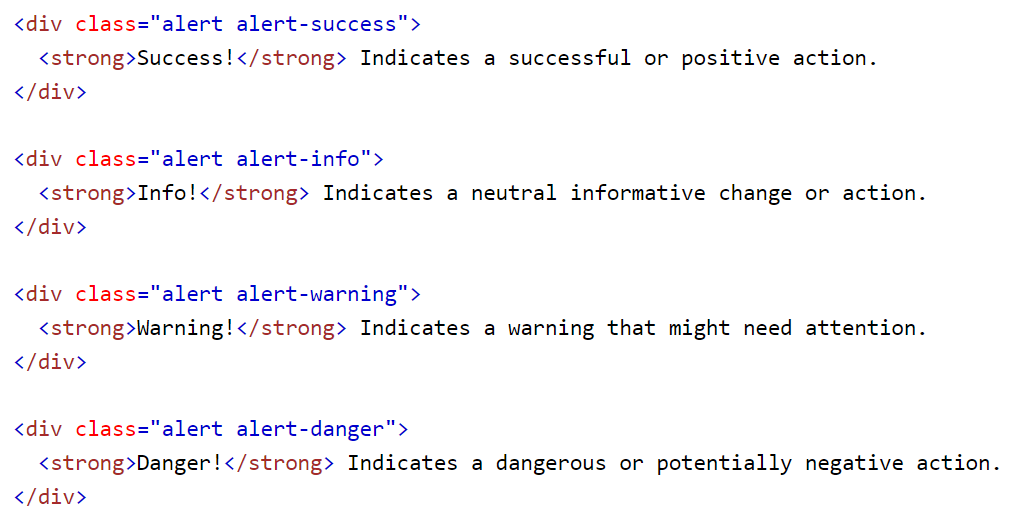 <div class="alert alert-success">
  <strong>Success!</strong> Indicates a successful or positive action.
</div>

<div class="alert alert-info">
  <strong>Info!</strong> Indicates a neutral informative change or action.
</div>

<div class="alert alert-warning">
  <strong>Warning!</strong> Indicates a warning that might need attention.
</div>

<div class="alert alert-danger">
  <strong>Danger!</strong> Indicates a dangerous or potentially negative action.
</div>